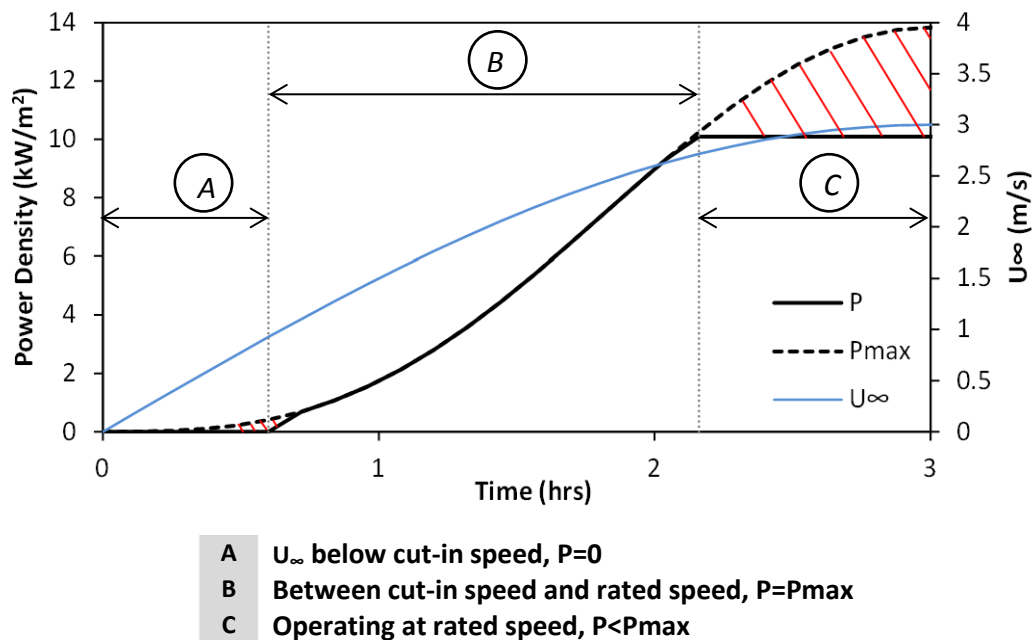 Power Density (kW/m²)
14
12
10
8
6
4
2
0
A
B
C
P
Pmax
U∞
4
3.5
3
2.5
2
1.5
1
0.5
0
U∞ (m/s)
0 1 2 3
Time (hrs)
A U∞ below cut-in speed, P=0
B Between cut-in speed and rated speed, P=Pmax
C Operating at rated speed, P<Pmax